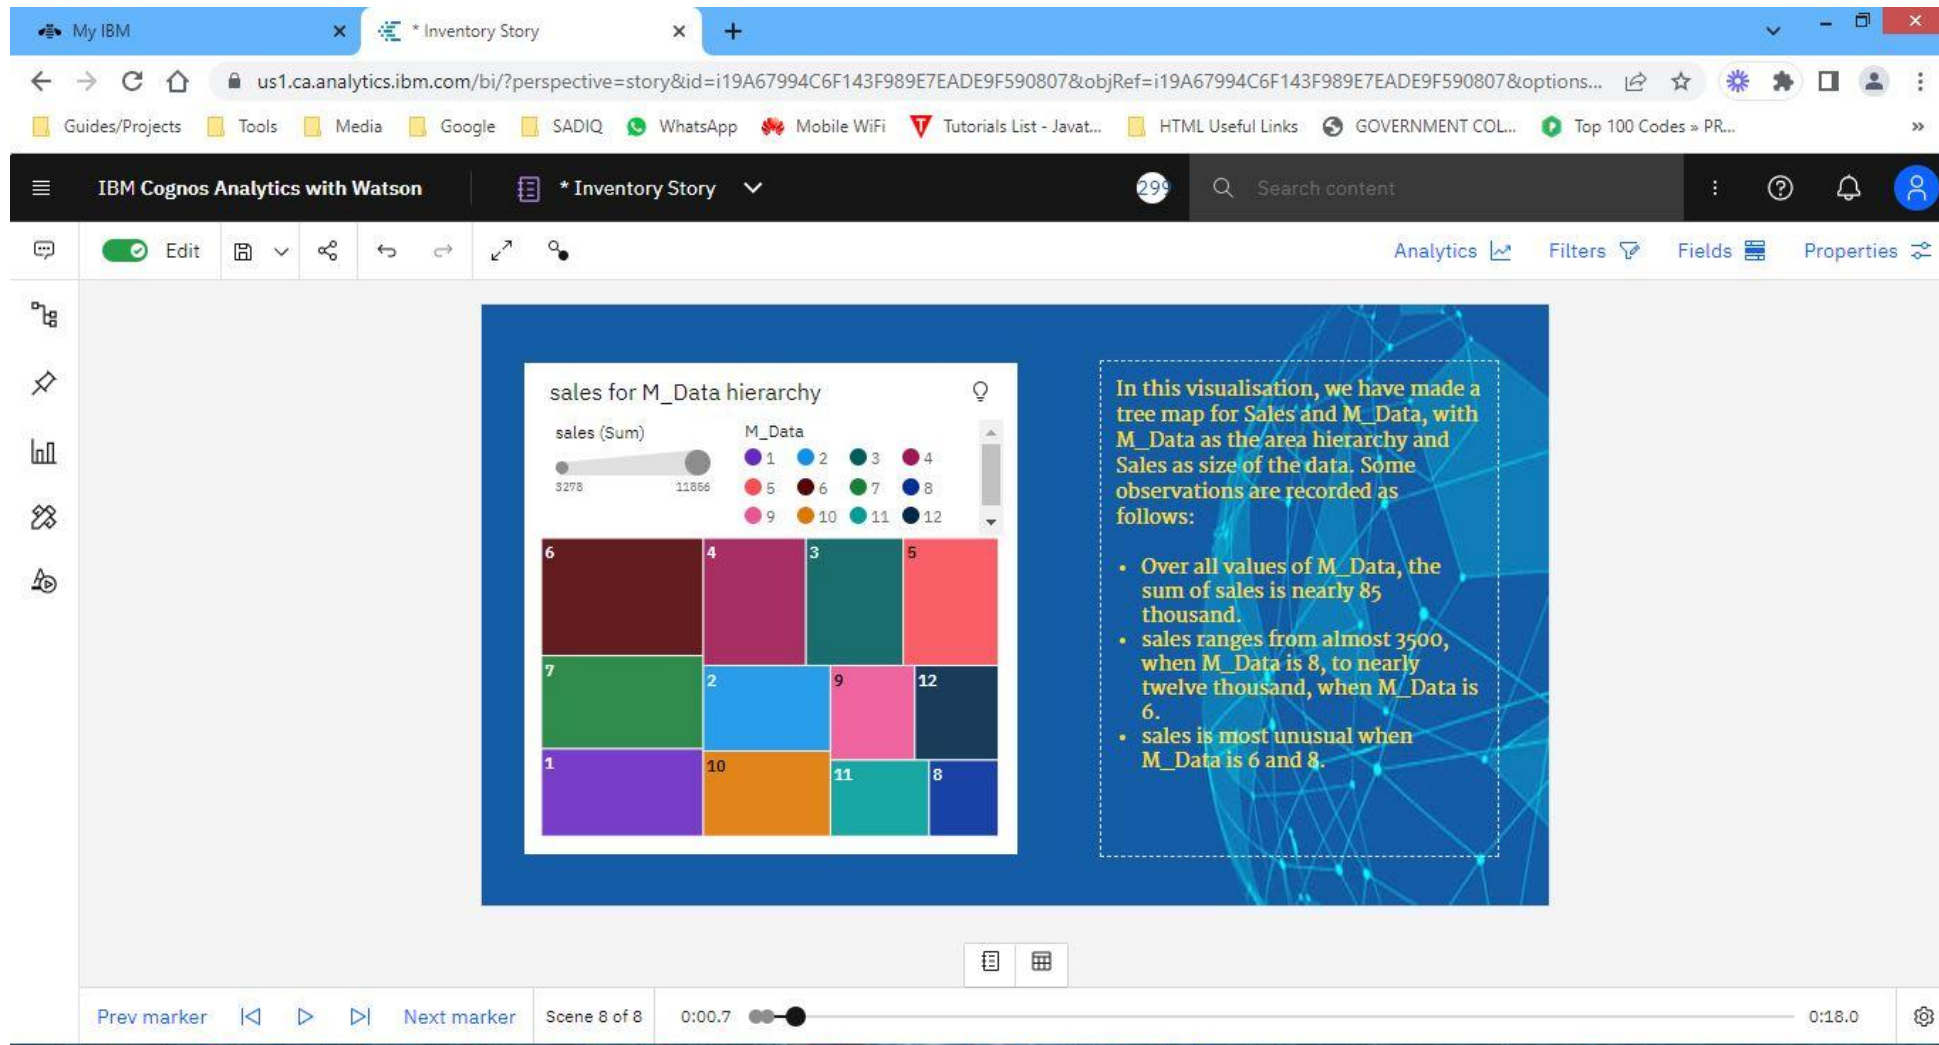 My IBM
* Inventory Story
us1.ca.analytics.ibm.com/bi/?perspective=story&id=i19A67994C6F143F989E7EADE9F590807&objRef=i19A67994C6F143F989E7EADE9F590807&options...
Guides/Projects Tools Media Google SADIQ WhatsApp Mobile WiFi Tutorials List - Javat... HTML Useful Links GOVERNMENT COL... Top 100 Codes » PR... »
IBM Cognos Analytics with Watson * Inventory Story 299 Search content
Edit Analytics Filters Fields Properties
sales for M_Data hierarchy
sales (Sum)
3278 11856
M_Data
1 2 3 4
5 6 7 8
9 10 11 12
6 4 3 5
7 2 9 12
1 10 11 8
In this visualisation, we have made a
tree map for Sales and M_Data, with
M_Data as the area hierarchy and
Sales as size of the data. Some
observations are recorded as
follows:
• Over all values of M_Data, the
sum of sales is nearly 85
thousand.
• sales ranges from almost 3500,
when M_Data is 8, to nearly
twelve thousand, when M_Data is
6.
• sales is most unusual when
M_Data is 6 and 8.
Prev marker Next marker Scene 8 of 8 0:00.7 0:18.0